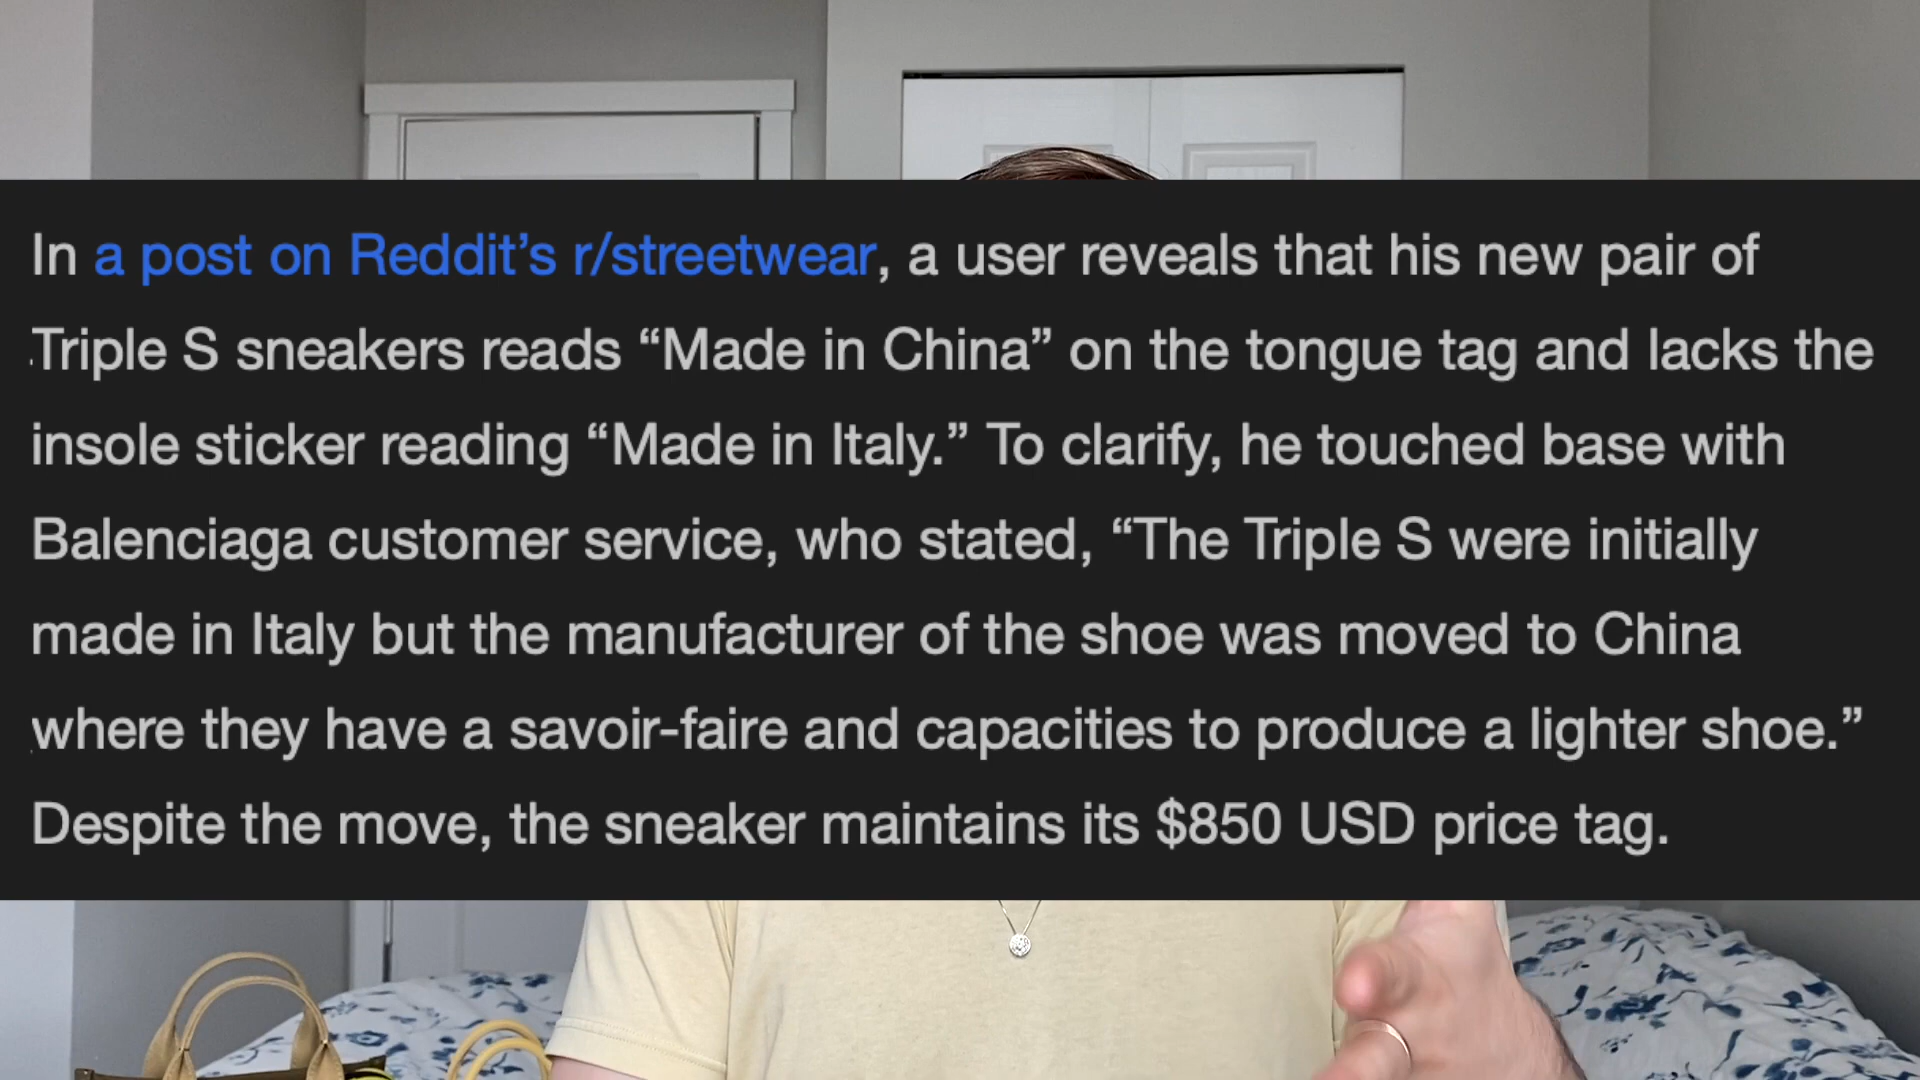 In a post on Reddit’s r/streetwear, a user reveals that his new pair of
Triple S sneakers reads “Made in China” on the tongue tag and lacks the
insole sticker reading “Made in Italy.” To clarify, he touched base with
Balenciaga customer service, who stated, “The Triple S were initially
made in Italy but the manufacturer of the shoe was moved to China
where they have a savoir-faire and capacities to produce a lighter shoe.”
Despite the move, the sneaker maintains its $850 USD price tag.